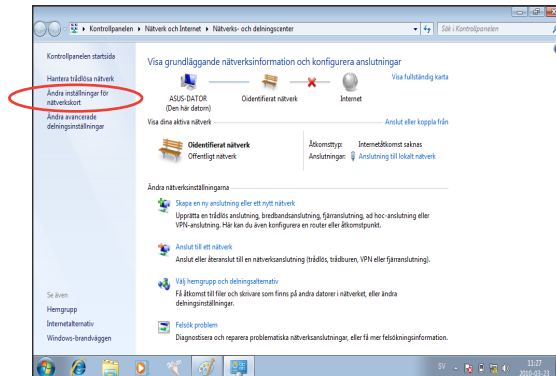 Kontrollpanelen ▸ Nätverk och Internet ▸ Nätverks- och delningscenter
Sök i Kontrollpanelen
Kontrollpanelen startsida
Hantera trådlösa nätverk
Ändra inställningar för
nätverkskort
Ändra avancerade
delningsinställningar
Visa grundläggande nätverksinformation och konfigurera anslutningar
Visa fullständig karta
ASUS-DATOR
(Den här datorn)
Oidentifierat nätverk
Internet
Visa dina aktiva nätverk
Anslut eller koppla från
Oidentifierat nätverk
Offentligt nätverk
Åtkomsttyp: Internetåtkomst saknas
Anslutningar: Anslutning till lokalt nätverk
Ändra nätverksinställningarna
Skapa en ny anslutning eller ett nytt nätverk
Upprätta en trådlös anslutning, bredbandsanslutning, fjärranslutning, ad hoc-anslutning eller
VPN-anslutning. Här kan du även konfigurera en router eller åtkomstpunkt.
Anslut till ett nätverk
Anslut eller återanslut till en nätverksanslutning (trådlös, trådburen, VPN eller fjärranslutning).
Välj hemgrupp och delningsalternativ
Få åtkomst till filer och skrivare som finns på andra datorer i nätverket, eller ändra
delningsinställningar.
Felsök problem
Diagnostisera och reparera problematiska nätverksanslutningar, eller få mer felsökningsinformation.
Se även
Hemgrupp
Internetalternativ
Windows-brandväggen
SV
11:27
2010-03-23